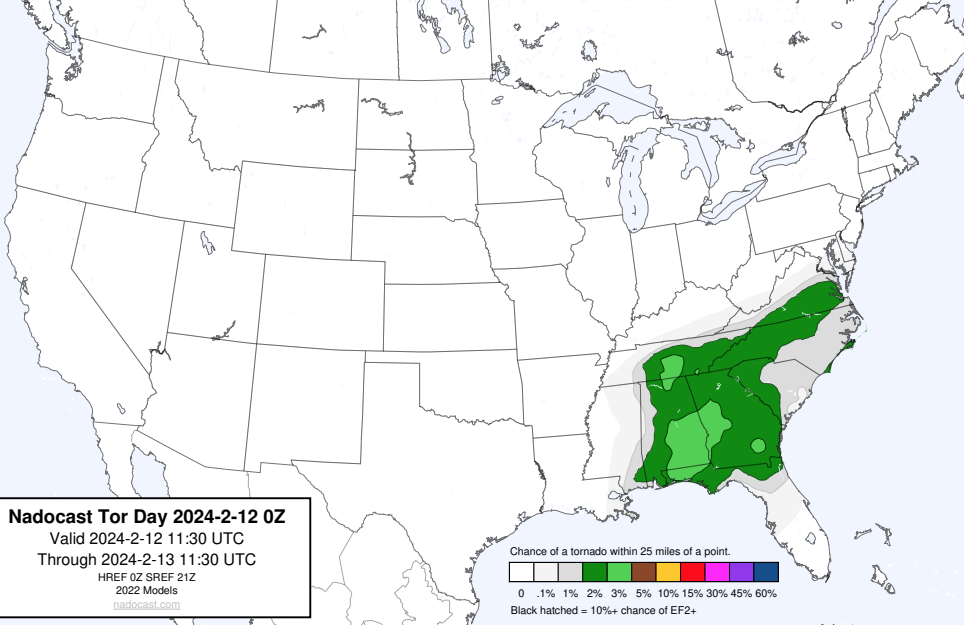 Nadocast Tor Day 2024-2-12 0Z
Valid 2024-2-12 11:30 UTC
Through 2024-2-13 11:30 UTC
HREF 0Z SREF 21Z
2022 Models
nadocast.com
Chance of a tornado within 25 miles of a point.
0 .1% 1% 2% 3% 5% 10% 15% 30% 45% 60%
Black hatched = 10%+ chance of EF2+